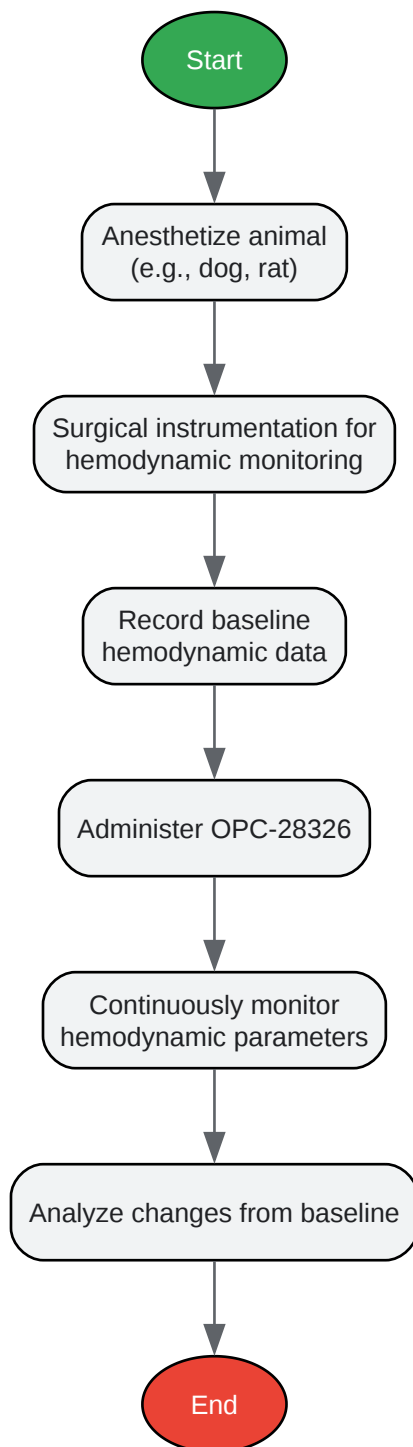 Start
Anesthetize animal
(e.g., dog, rat)
Surgical instrumentation for
hemodynamic monitoring
Record baseline
hemodynamic data
Administer OPC-28326
Continuously monitor
hemodynamic parameters
Analyze changes from baseline
End